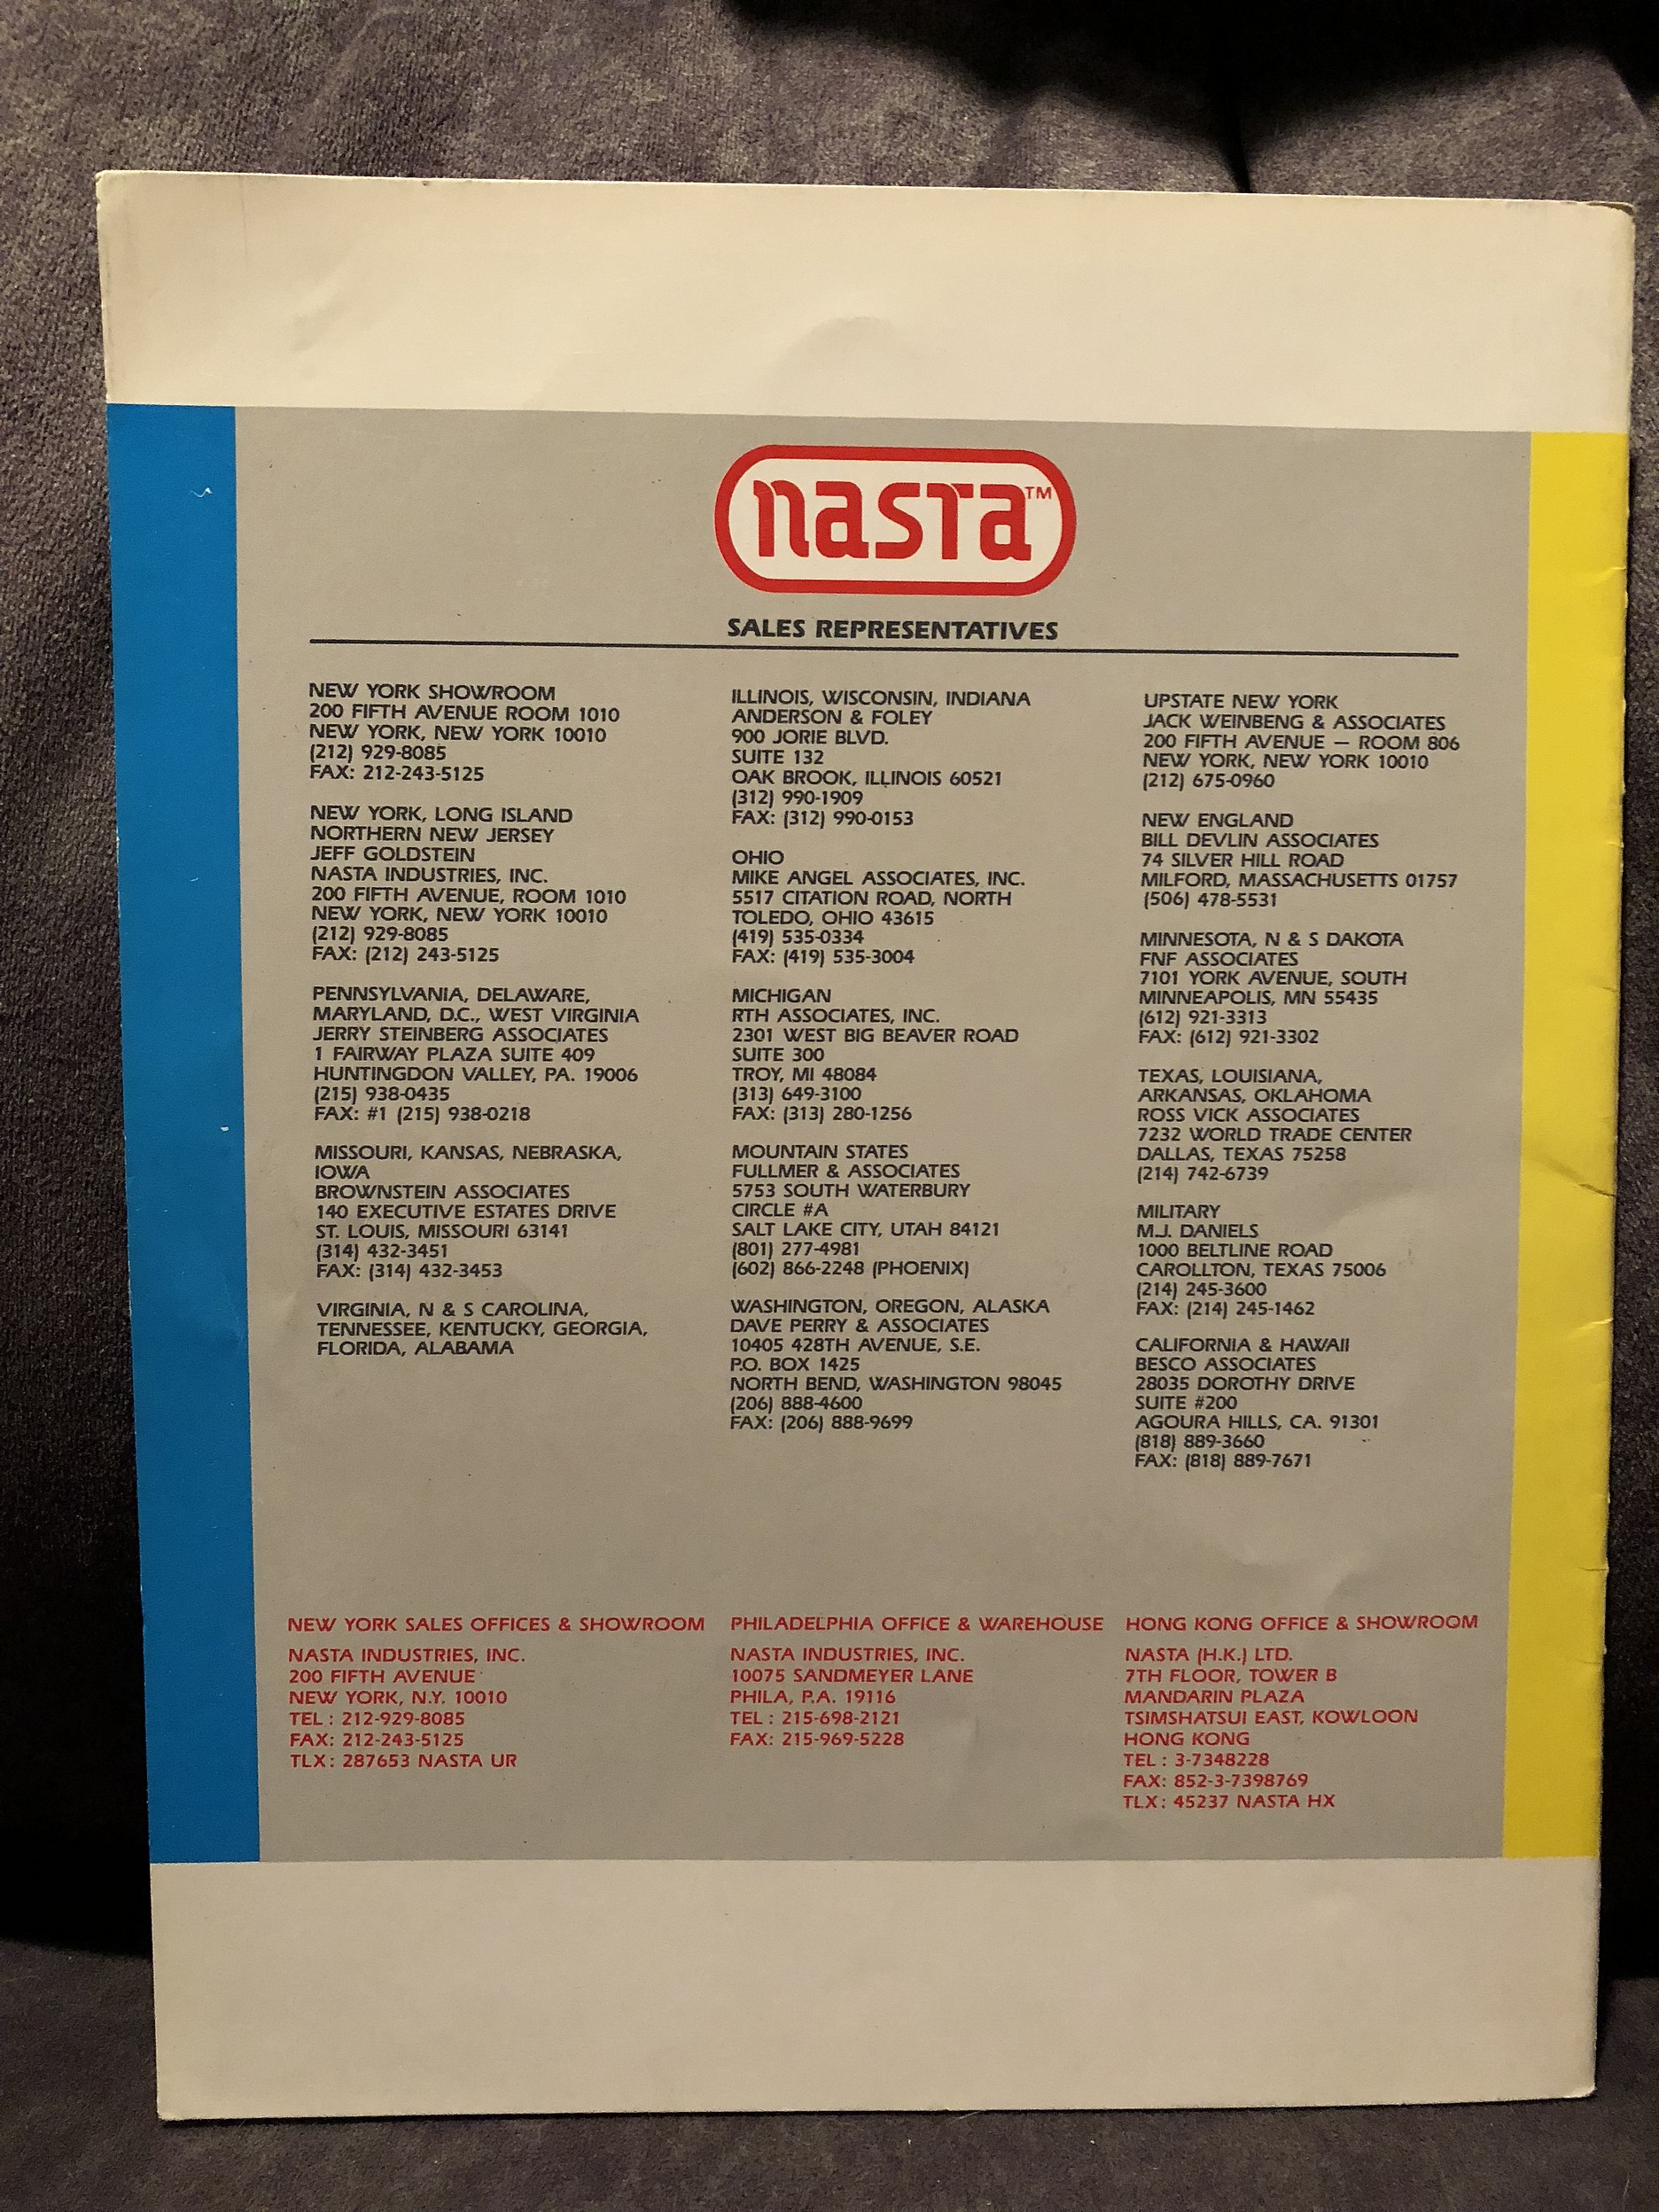 nasta™
SALES REPRESENTATIVES
NEW YORK SHOWROOM
200 FIFTH AVENUE ROOM 1010
NEW YORK, NEW YORK 10010
(212) 929-8085
FAX: 212-243-5125
NEW YORK, LONG ISLAND
NORTHERN NEW JERSEY
JEFF GOLDSTEIN
NASTA INDUSTRIES, INC.
200 FIFTH AVENUE, ROOM 1010
NEW YORK, NEW YORK 10010
(212) 929-8085
FAX: (212) 243-5125
PENNSYLVANIA, DELAWARE,
MARYLAND, D.C., WEST VIRGINIA
JERRY STEINBERG ASSOCIATES
1 FAIRWAY PLAZA SUITE 409
HUNTINGDON VALLEY, PA. 19006
(215) 938-0435
FAX: #1 (215) 938-0218
MISSOURI, KANSAS, NEBRASKA,
IOWA
BROWNSTEIN ASSOCIATES
140 EXECUTIVE ESTATES DRIVE
ST. LOUIS, MISSOURI 63141
(314) 432-3451
FAX: (314) 432-3453
VIRGINIA, N & S CAROLINA,
TENNESSEE, KENTUCKY, GEORGIA,
FLORIDA, ALABAMA
ILLINOIS, WISCONSIN, INDIANA
ANDERSON & FOLEY
900 JORIE BLVD.
SUITE 132
OAK BROOK, ILLINOIS 60521
(312) 990-1909
FAX: (312) 990-0153
OHIO
MIKE ANGEL ASSOCIATES, INC.
5517 CITATION ROAD, NORTH
TOLEDO, OHIO 43615
(419) 535-0334
FAX: (419) 535-3004
MICHIGAN
RTH ASSOCIATES, INC.
2301 WEST BIG BEAVER ROAD
SUITE 300
TROY, MI 48084
(313) 649-3100
FAX: (313) 280-1256
MOUNTAIN STATES
FULLMER & ASSOCIATES
5753 SOUTH WATERBURY
CIRCLE #A
SALT LAKE CITY, UTAH 84121
(801) 277-4981
(602) 866-2248 (PHOENIX)
WASHINGTON, OREGON, ALASKA
DAVE PERRY & ASSOCIATES
10405 428TH AVENUE, S.E.
P.O. BOX 1425
NORTH BEND, WASHINGTON 98045
(206) 888-4600
FAX: (206) 888-9699
UPSTATE NEW YORK
JACK WEINBENG & ASSOCIATES
200 FIFTH AVENUE — ROOM 806
NEW YORK, NEW YORK 10010
(212) 675-0960
NEW ENGLAND
BILL DEVLIN ASSOCIATES
74 SILVER HILL ROAD
MILFORD, MASSACHUSETTS 01757
(506) 478-5531
MINNESOTA, N & S DAKOTA
FNF ASSOCIATES
7101 YORK AVENUE, SOUTH
MINNEAPOLIS, MN 55435
(612) 921-3313
FAX: (612) 921-3302
TEXAS, LOUISIANA,
ARKANSAS, OKLAHOMA
ROSS VICK ASSOCIATES
7232 WORLD TRADE CENTER
DALLAS, TEXAS 75258
(214) 742-6739
MILITARY
M.J. DANIELS
1000 BELTLINE ROAD
CAROLLTON, TEXAS 75006
(214) 245-3600
FAX: (214) 245-1462
CALIFORNIA & HAWAII
BESCO ASSOCIATES
28035 DOROTHY DRIVE
SUITE #200
AGOURA HILLS, CA. 91301
(818) 889-3660
FAX: (818) 889-7671
NEW YORK SALES OFFICES & SHOWROOM
NASTA INDUSTRIES, INC.
200 FIFTH AVENUE
NEW YORK, N.Y. 10010
TEL : 212-929-8085
FAX: 212-243-5125
TLX : 287653 NASTA UR
PHILADELPHIA OFFICE & WAREHOUSE
NASTA INDUSTRIES, INC.
10075 SANDMEYER LANE
PHILA, P.A. 19116
TEL : 215-698-2121
FAX: 215-969-5228
HONG KONG OFFICE & SHOWROOM
NASTA (H.K.) LTD.
7TH FLOOR, TOWER B
MANDARIN PLAZA
TSIMSHATSUI EAST, KOWLOON
HONG KONG
TEL : 3-7348228
FAX: 852-3-7398769
TLX : 45237 NASTA HX